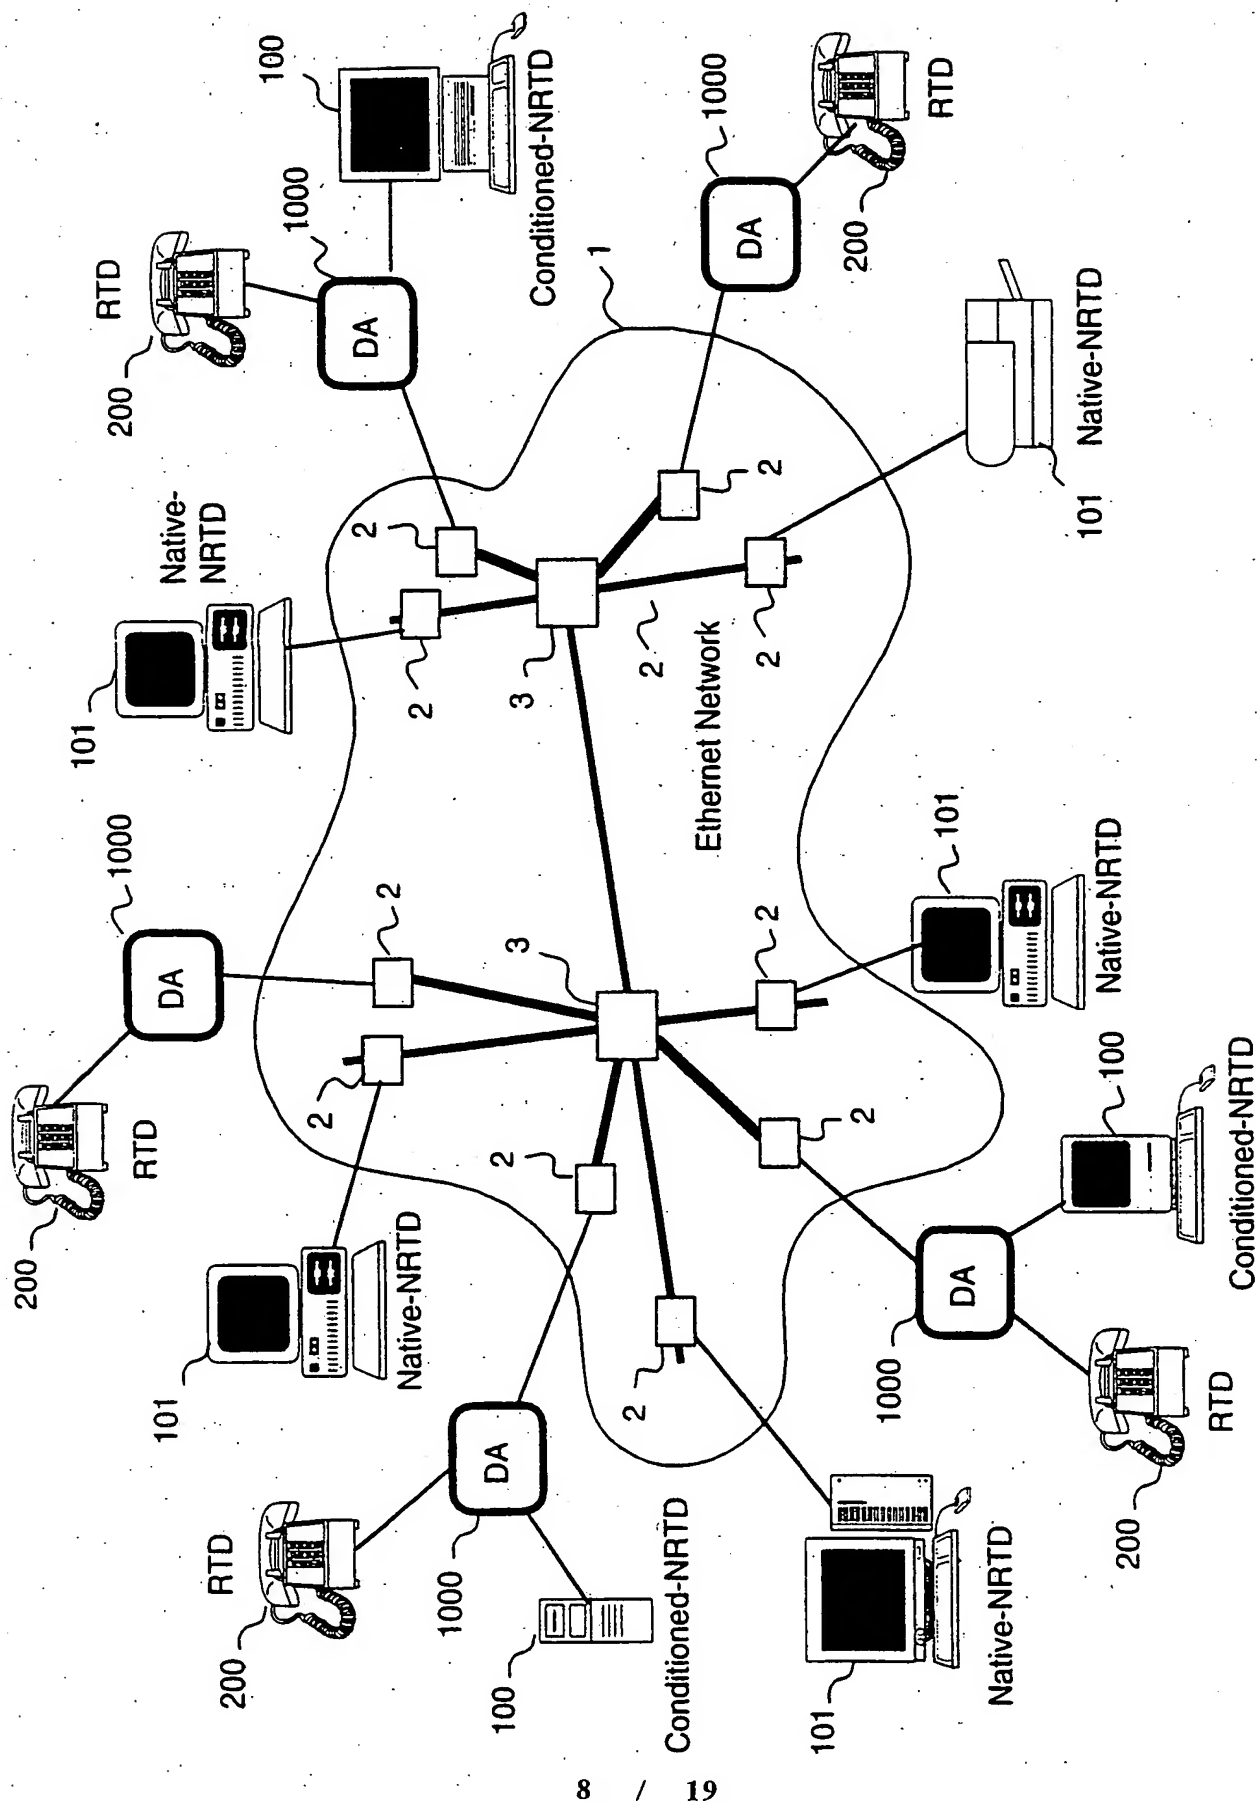 200
101
1000
RTD
200
RTD
101
DA
Native-
NRTD
RTD
200
100
1000
2
2
DA
2
Native-NRTD
2
1000
DA
100
2
3
3
Conditioned-NRTD
1
2
2
Conditioned-NRTD
Ethernet Network
1000
DA
2
2
2
101
200
2
1000
101
RTD
DA
Native-NRTD
101
Native-NRTD
Native-NRTD
100
200
RTD
Conditioned-NRTD
8 / 19